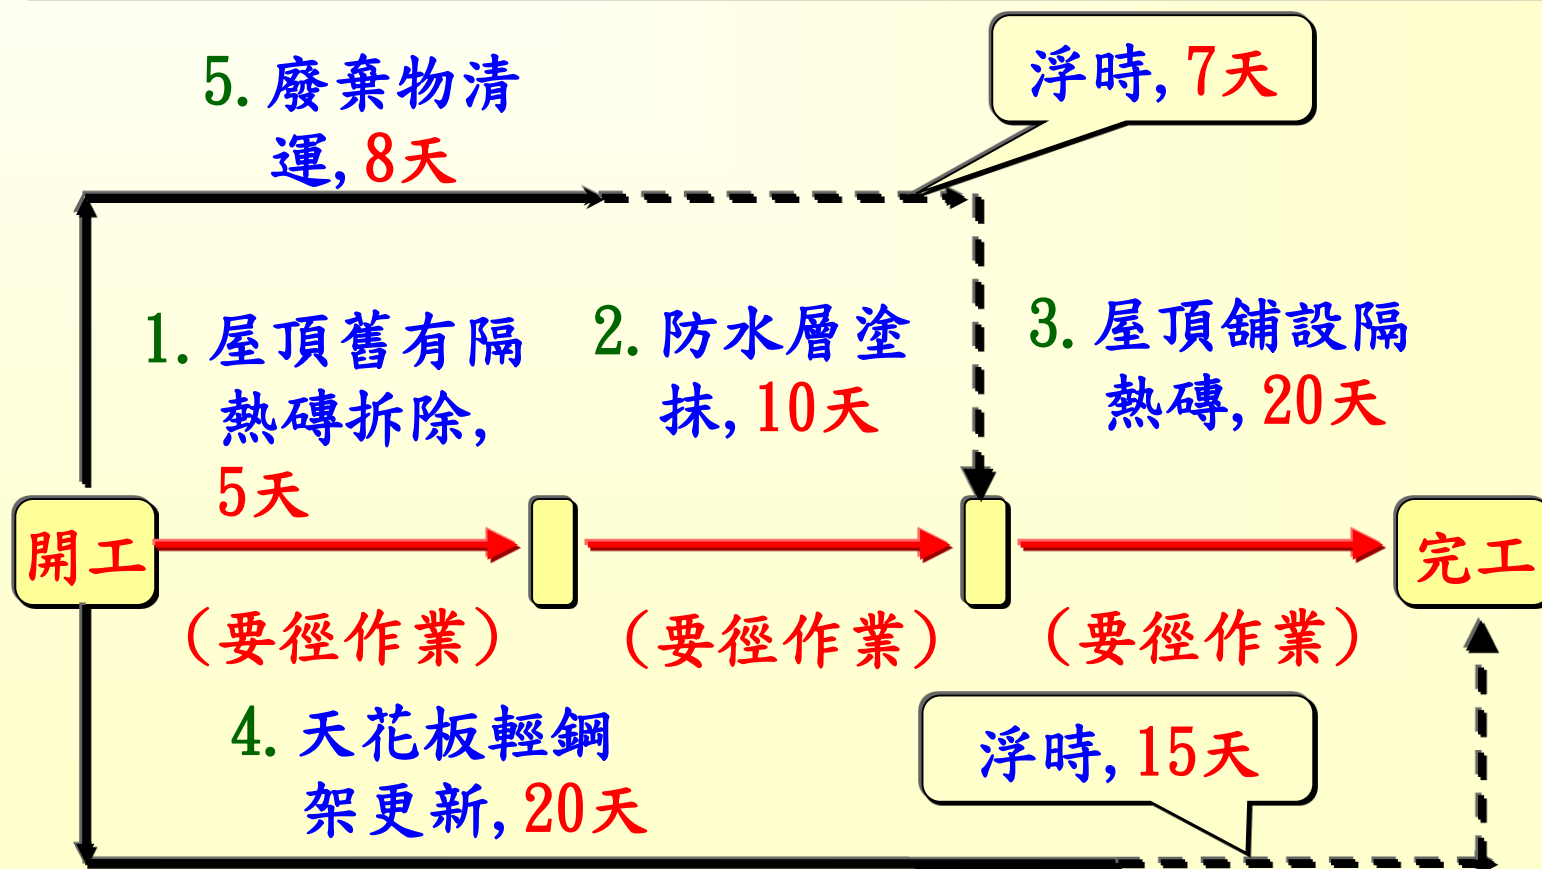 5. 廢棄物清
運, 8天
浮時, 7天
1. 屋頂舊有隔
熱磚拆除,
5天
2. 防水層塗
抹, 10天
3. 屋頂舖設隔
熱磚, 20天
開工
完工
(要徑作業)
(要徑作業)
(要徑作業)
4. 天花板輕鋼
架更新, 20天
浮時, 15天